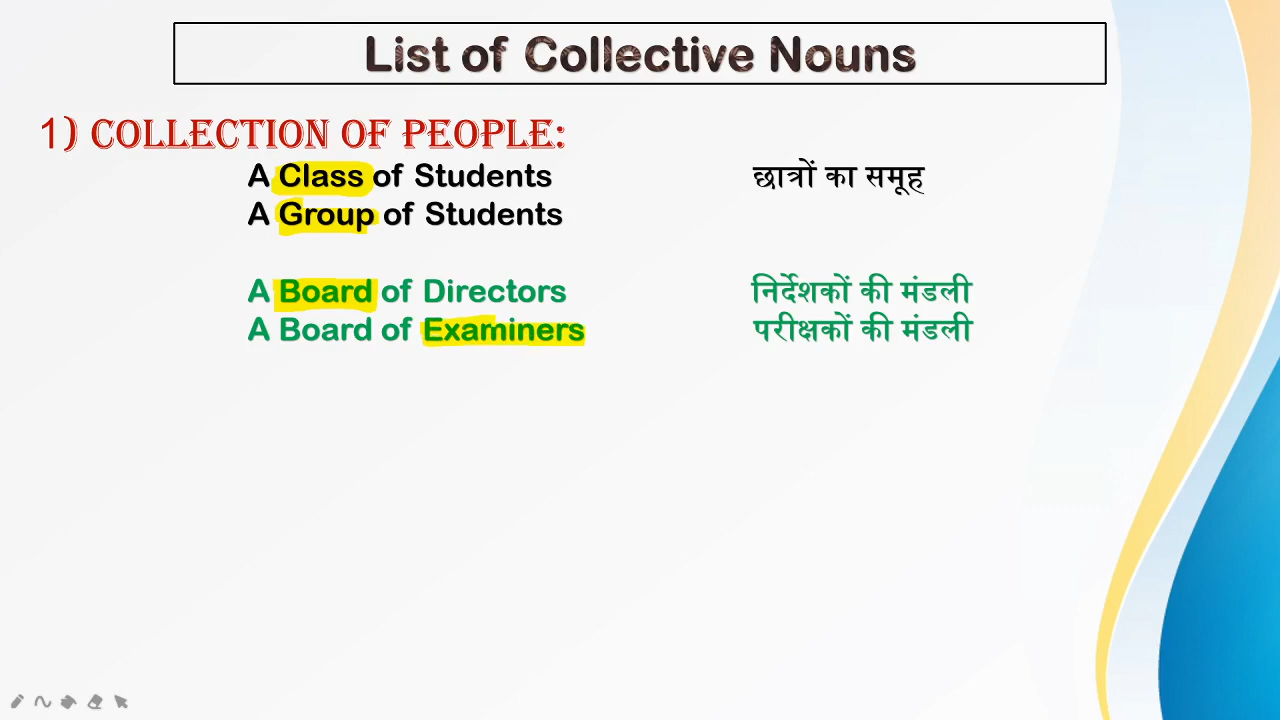 List of Collective Nouns
1) COLLECTION OF PEOPLE:
A Class of Students छात्रों का समूह
A Group of Students
A Board of Directors निर्देशकों की मंडली
A Board of Examiners परीक्षकों की मंडली